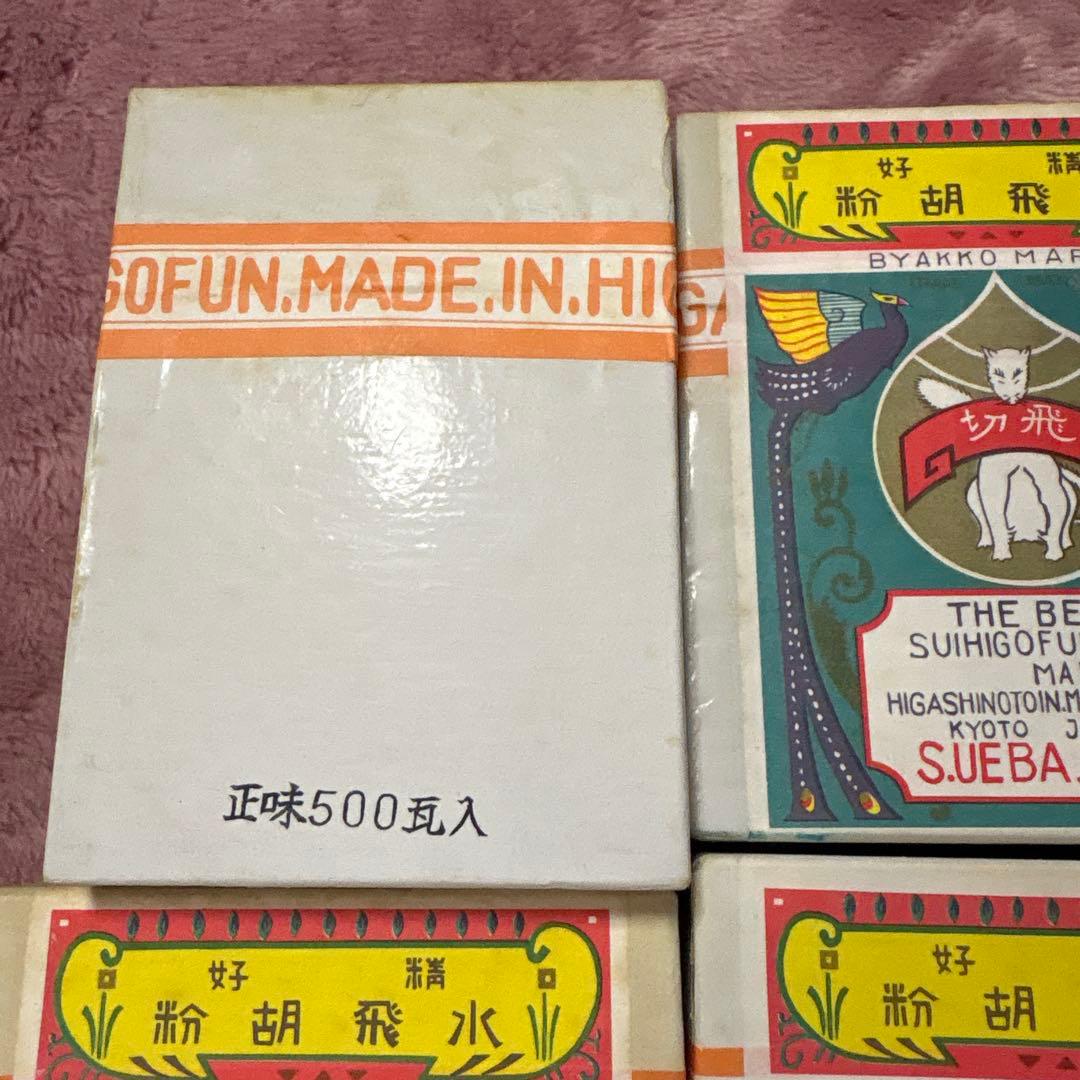 GOFUN.MADE.IN.HIGA
正味500瓦入
好 精
粉 胡 飛
BYAKKO MAR
切 飛
THE BE
SUIHIGOFU
MA
HIGASHINOTOIN.M
KYOTO J
S.UEBA.
好 精
粉 胡 飛 水
好
粉 胡